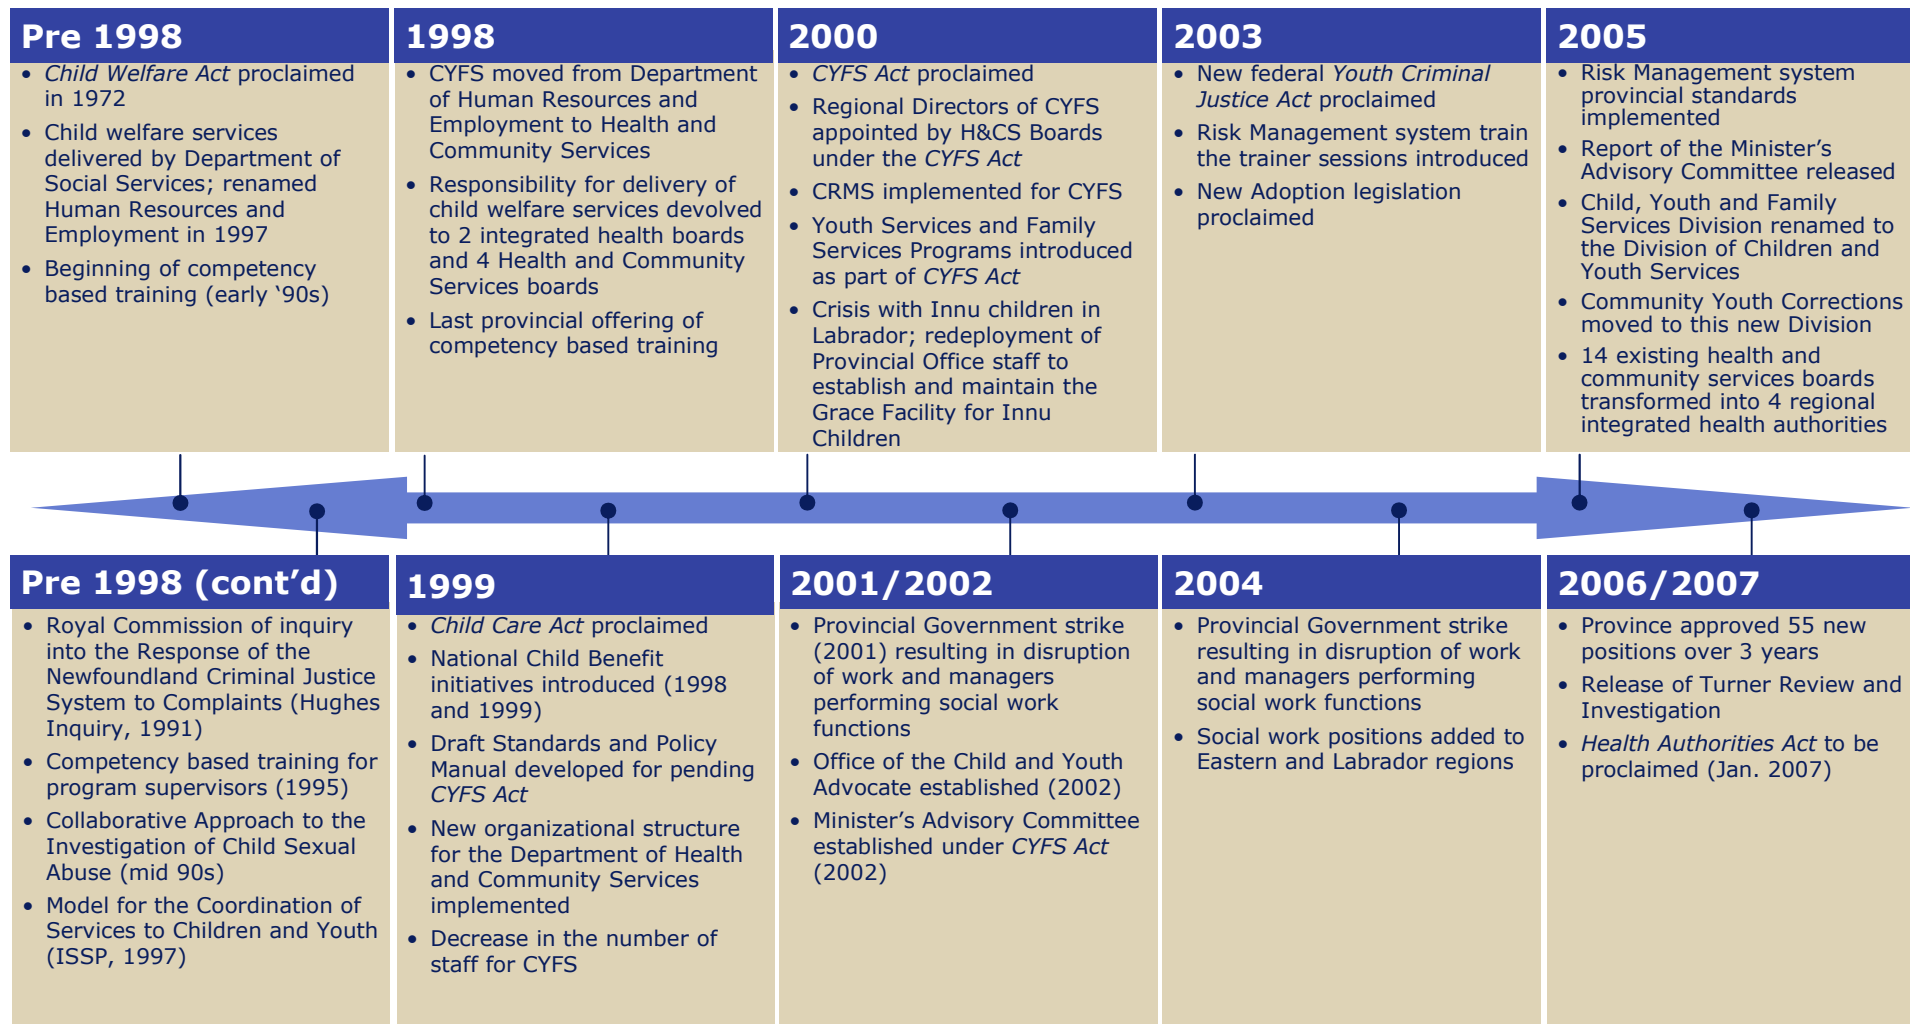 Pre 1998
• Child Welfare Act proclaimed
in 1972
• Child welfare services
delivered by Department of
Social Services; renamed
Human Resources and
Employment in 1997
• Beginning of competency
based training (early ‘90s)
1998
• CYFS moved from Department
of Human Resources and
Employment to Health and
Community Services
• Responsibility for delivery of
child welfare services devolved
to 2 integrated health boards
and 4 Health and Community
Services boards
• Last provincial offering of
competency based training
2000
• CYFS Act proclaimed
• Regional Directors of CYFS
appointed by H&CS Boards
under the CYFS Act
• CRMS implemented for CYFS
• Youth Services and Family
Services Programs introduced
as part of CYFS Act
• Crisis with Innu children in
Labrador; redeployment of
Provincial Office staff to
establish and maintain the
Grace Facility for Innu
Children
2003
• New federal Youth Criminal
Justice Act proclaimed
• Risk Management system train
the trainer sessions introduced
• New Adoption legislation
proclaimed
2005
• Risk Management system
provincial standards
implemented
• Report of the Minister’s
Advisory Committee released
• Child, Youth and Family
Services Division renamed to
the Division of Children and
Youth Services
• Community Youth Corrections
moved to this new Division
• 14 existing health and
community services boards
transformed into 4 regional
integrated health authorities
Pre 1998 (cont’d)
• Royal Commission of inquiry
into the Response of the
Newfoundland Criminal Justice
System to Complaints (Hughes
Inquiry, 1991)
• Competency based training for
program supervisors (1995)
• Collaborative Approach to the
Investigation of Child Sexual
Abuse (mid 90s)
• Model for the Coordination of
Services to Children and Youth
(ISSP, 1997)
1999
• Child Care Act proclaimed
• National Child Benefit
initiatives introduced (1998
and 1999)
• Draft Standards and Policy
Manual developed for pending
CYFS Act
• New organizational structure
for the Department of Health
and Community Services
implemented
• Decrease in the number of
staff for CYFS
2001/2002
• Provincial Government strike
(2001) resulting in disruption
of work and managers
performing social work
functions
• Office of the Child and Youth
Advocate established (2002)
• Minister’s Advisory Committee
established under CYFS Act
(2002)
2004
• Provincial Government strike
resulting in disruption of work
and managers performing
social work functions
• Social work positions added to
Eastern and Labrador regions
2006/2007
• Province approved 55 new
positions over 3 years
• Release of Turner Review and
Investigation
• Health Authorities Act to be
proclaimed (Jan. 2007)